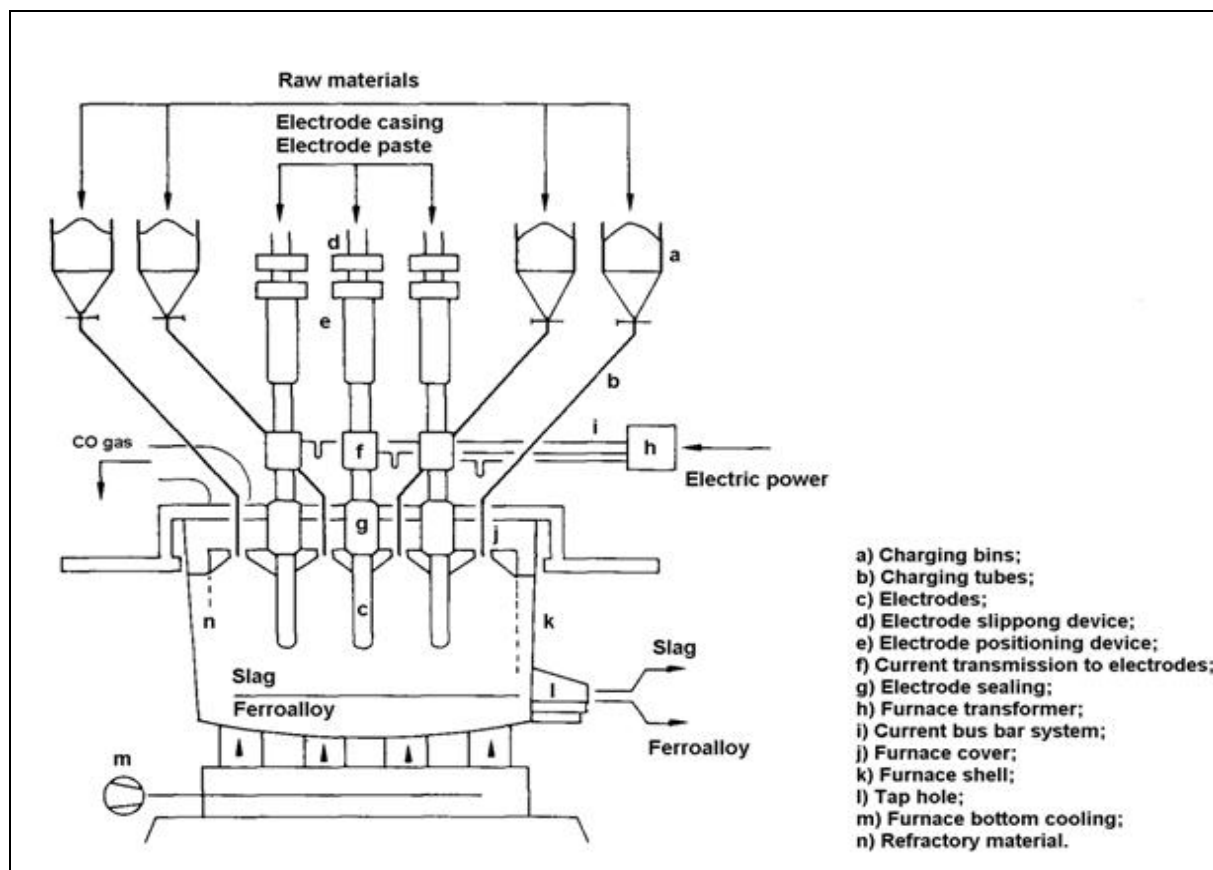 Raw materials
Electrode casing
Electrode paste
d
a
e
b
i
CO gas
f
h
Electric power
g
j
c
n
k
Slag
Slag
l
Ferroalloy
Ferroalloy
m
a) Charging bins;
b) Charging tubes;
c) Electrodes;
d) Electrode slippong device;
e) Electrode positioning device;
f) Current transmission to electrodes;
g) Electrode sealing;
h) Furnace transformer;
i) Current bus bar system;
j) Furnace cover;
k) Furnace shell;
l) Tap hole;
m) Furnace bottom cooling;
n) Refractory material.